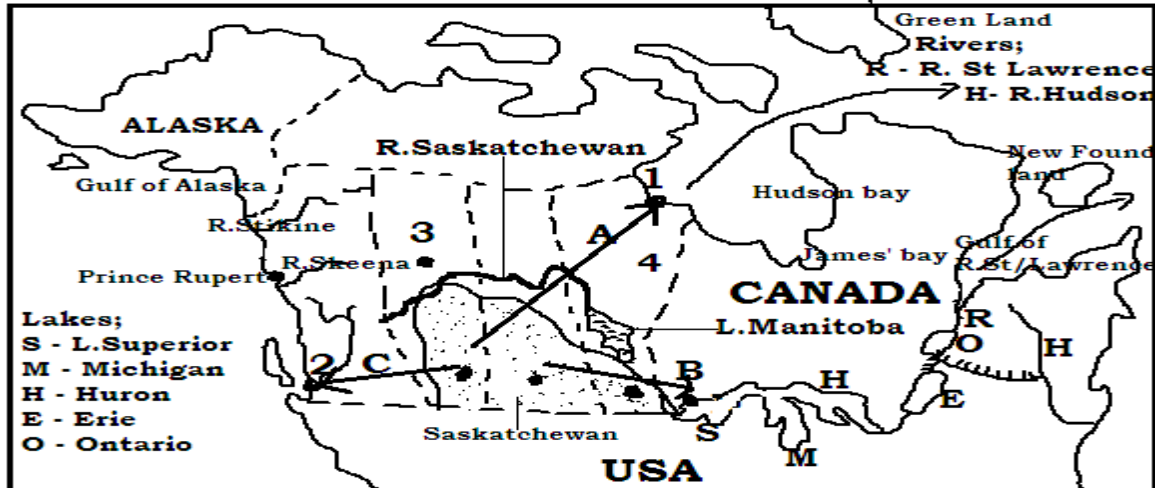 Green Land
Rivers;
R - R. St Lawrence
H- R.Hudson
ALASKA
R.Saskatchewan
New Found
land
Gulf of Alaska
1
Hudson bay
R.Stikine
3
A
4
Gulf of
R.St/Lawrence
James' bay
R.Skeena
Prince Rupert
CANADA
Lakes;
S - L.Superior
M - Michigan
H - Huron
E - Erie
O - Ontario
L.Manitoba
R
O
H
2
C
B
H
E
Saskatchewan
S
M
USA